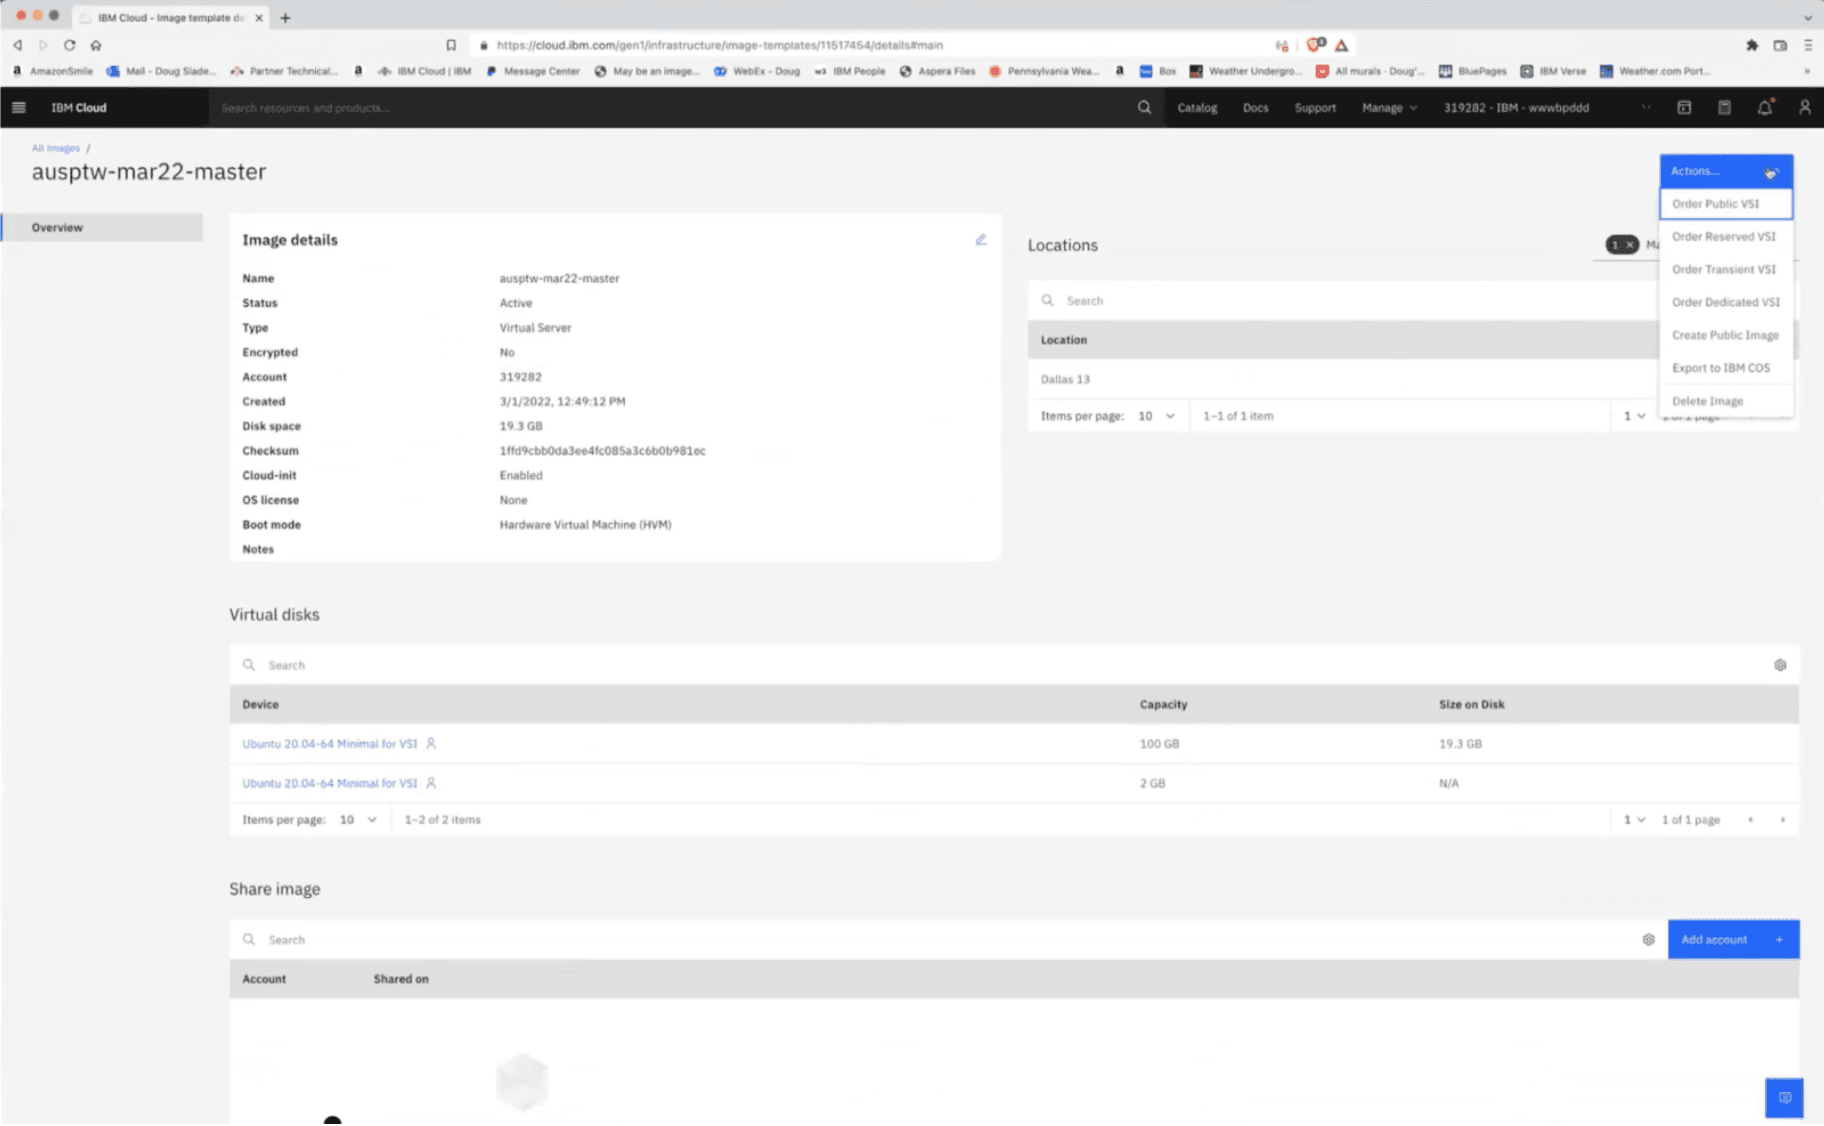 IBM Cloud - Image template de
https://cloud.ibm.com/gen1/infrastructure/image-templates/11517454/details#main
AmazonSmile
Mail - Doug Slade...
Partner Technical...
IBM Cloud | IBM
Message Center
May be an image...
WebEx - Doug
w3 IBM People
Aspera Files
Pennsylvania Wea...
Box
Weather Undergro...
All murals · Doug'...
BluePages
IBM Verse
Weather.com Port...
»
IBM Cloud
Search resources and products...
Catalog
Docs
Support
Manage
319282 - IBM - wwwbpddd
All images /
ausptw-mar22-master
Actions...
Order Public VSI
Order Reserved VSI
Order Transient VSI
Order Dedicated VSI
Create Public Image
Export to IBM COS
Delete Image
Overview
Image details
Name ausptw-mar22-master
Status Active
Type Virtual Server
Encrypted No
Account 319282
Created 3/1/2022, 12:49:12 PM
Disk space 19.3 GB
Checksum 1ffd9cbb0da3ee4fc085a3c6b0b981ec
Cloud-init Enabled
OS license None
Boot mode Hardware Virtual Machine (HVM)
Notes
Locations
1 × Ma
Search
Location
Dallas 13
Items per page: 10 1–1 of 1 item 1 1 of 1 page
Virtual disks
Search
Device Capacity Size on Disk
Ubuntu 20.04-64 Minimal for VSI 100 GB 19.3 GB
Ubuntu 20.04-64 Minimal for VSI 2 GB N/A
Items per page: 10 1–2 of 2 items 1 1 of 1 page
Share image
Search
Add account +
Account Shared on